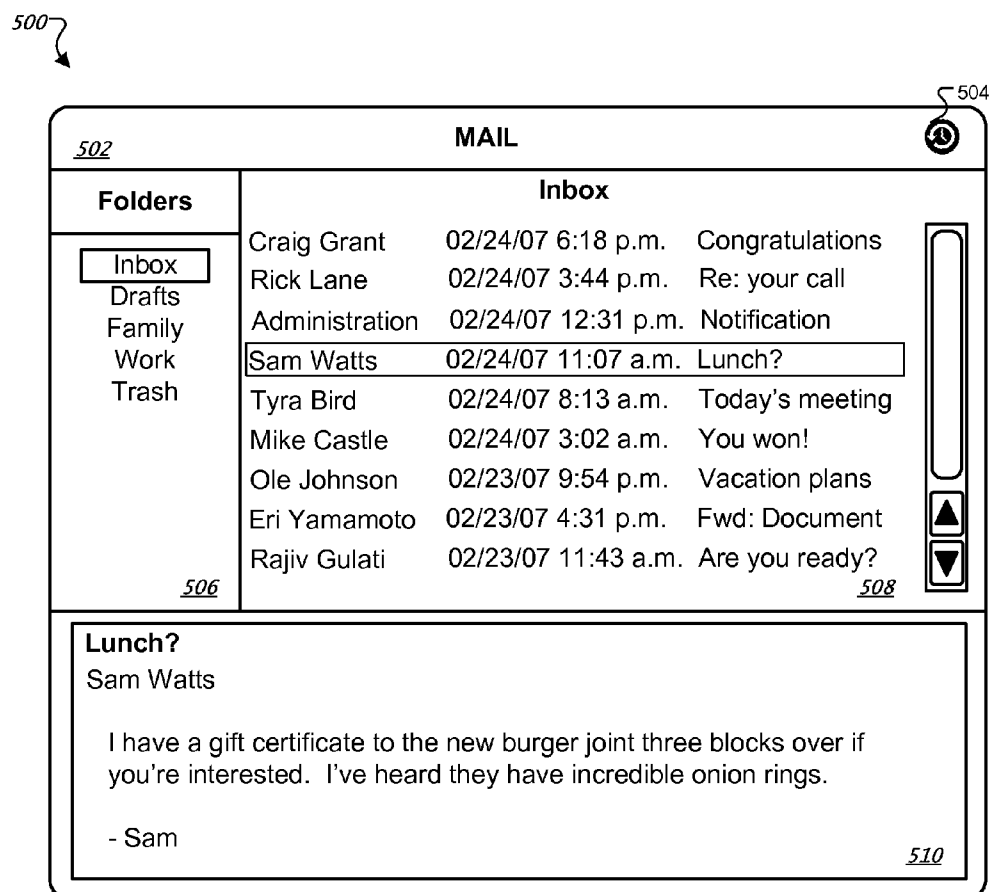 500
504
502
MAIL
Folders
Inbox
Drafts
Family
Work
Trash
506
Inbox
Craig Grant 02/24/07 6:18 p.m. Congratulations
Rick Lane 02/24/07 3:44 p.m. Re: your call
Administration 02/24/07 12:31 p.m. Notification
Sam Watts 02/24/07 11:07 a.m. Lunch?
Tyra Bird 02/24/07 8:13 a.m. Today's meeting
Mike Castle 02/24/07 3:02 a.m. You won!
Ole Johnson 02/23/07 9:54 p.m. Vacation plans
Eri Yamamoto 02/23/07 4:31 p.m. Fwd: Document
Rajiv Gulati 02/23/07 11:43 a.m. Are you ready?
508
Lunch?
Sam Watts
I have a gift certificate to the new burger joint three blocks over if
you're interested. I've heard they have incredible onion rings.
- Sam
510